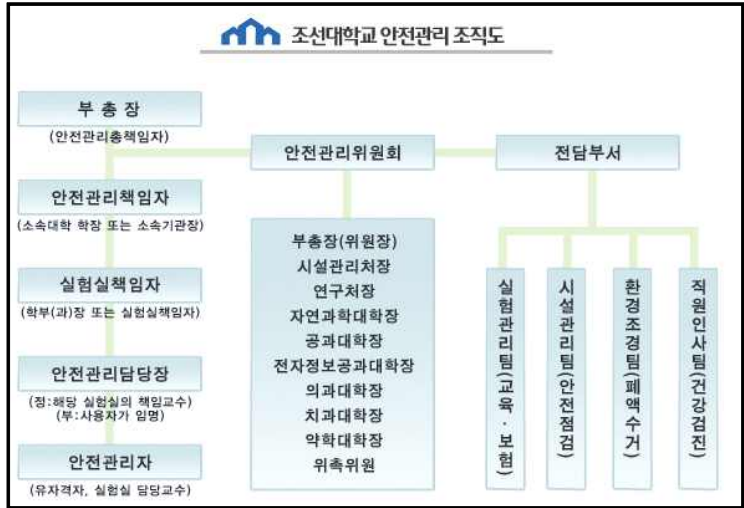 조선대학교 안전관리 조직도
부 총 장
(안전관리총책임자)
안전관리책임자
(소속대학 학장 또는 소속기관장)
실험실책임자
(학부(과)장 또는 실험실책임자)
안전관리담당장
(정:해당 실험실의 책임교수)
(부:사용자가 임명)
안전관리자
(유자격자, 실험실 담당교수)
안전관리위원회
부총장(위원장)
시설관리처장
연구처장
자연과학대학장
공과대학장
전자정보공과대학장
의과대학장
치과대학장
약학대학장
위촉위원
전담부서
실험관리팀(교육·보험)
시설관리팀(안전점검)
환경조경팀(폐액수거)
직원인사팀(건강검진)